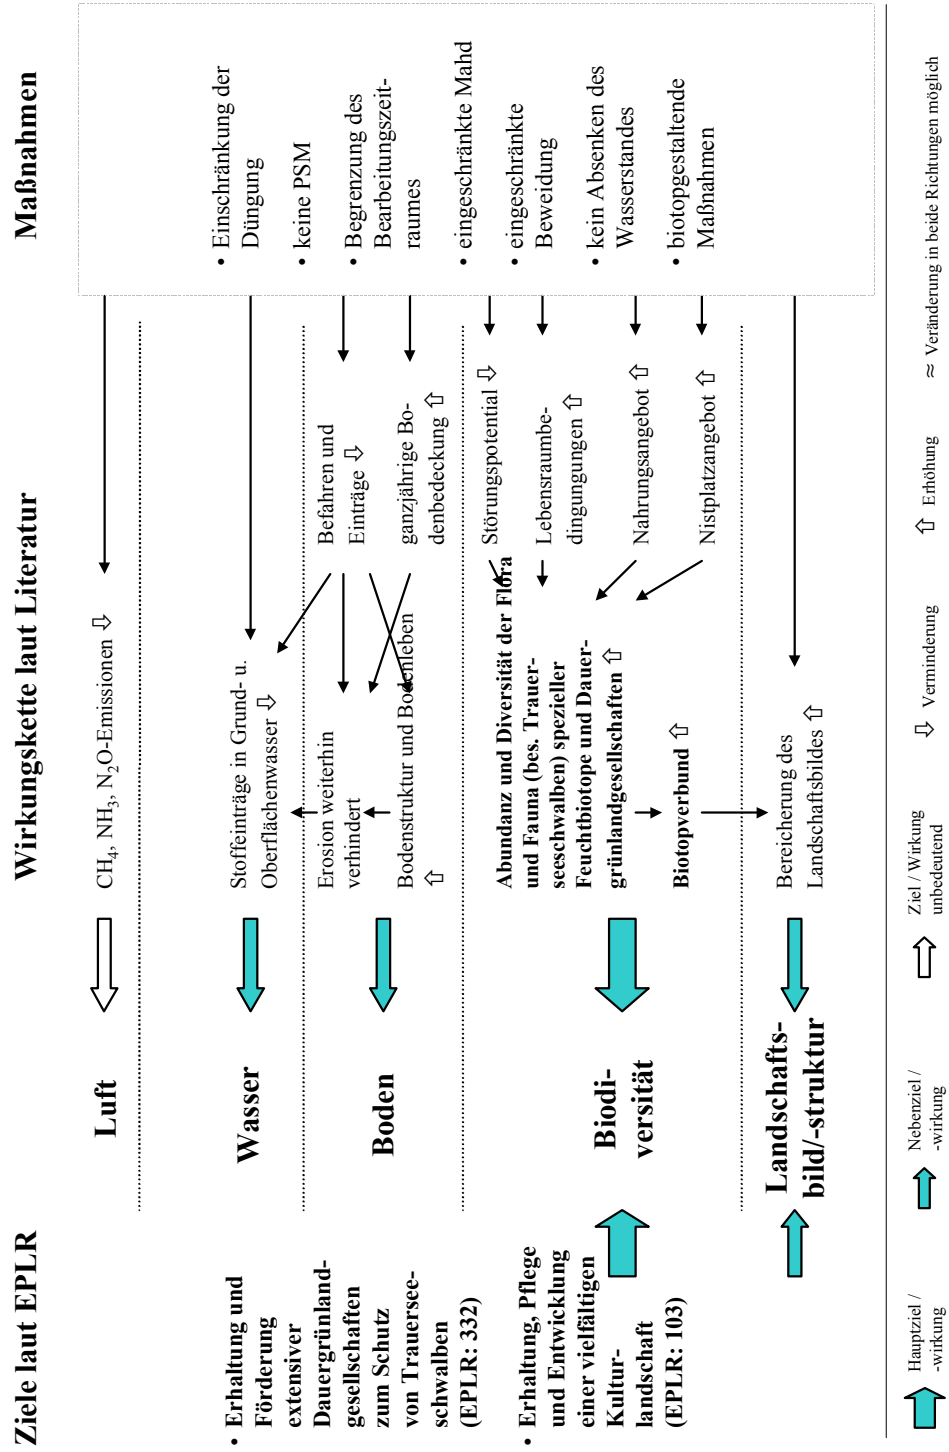 Ziele laut EPLR
Wirkungskette laut Literatur
Maßnahmen
• Erhaltung und
Förderung
extensiver
Dauergrünland-
gesellschaften
zum Schutz
von Trauersee-
schwalben
(EPLR: 332)
• Erhaltung, Pflege
und Entwicklung
einer vielfältigen
Kultur-
landschaft
(EPLR: 103)
Luft
Wasser
Boden
Biodi-
versität
Landschafts-
bild/-struktur
CH4, NH3, N2O-Emissionen ⇩
Stoffeinträge in Grund- u.
Oberflächenwasser ⇩
Erosion weiterhin
verhindert
Bodenstruktur und Bodenleben
⇧
Befahren und
Einträge ⇩
ganzjährige Bo-
denbedeckung ⇧
Abundanz und Diversität der Flora
und Fauna (bes. Trauer-
seeschwalben) spezieller
Feuchtbiotope und Dauer-
grünlandgesellschaften ⇧
Biotopverbund ⇧
Störungspotential ⇩
Lebensraumbe-
dingungungen ⇧
Nahrungsangebot ⇧
Nistplatzangebot ⇧
Bereicherung des
Landschaftsbildes ⇧
• Einschränkung der
Düngung
• keine PSM
• Begrenzung des
Bearbeitungszeit-
raumes
• eingeschränkte Mahd
• eingeschränkte
Beweidung
• kein Absenken des
Wasserstandes
• biotopgestaltende
Maßnahmen
Hauptziel /
-wirkung
Nebenziel /
-wirkung
Ziel / Wirkung
unbedeutend
⇩ Verminderung
⇧ Erhöhung
≈ Veränderung in beide Richtungen möglich